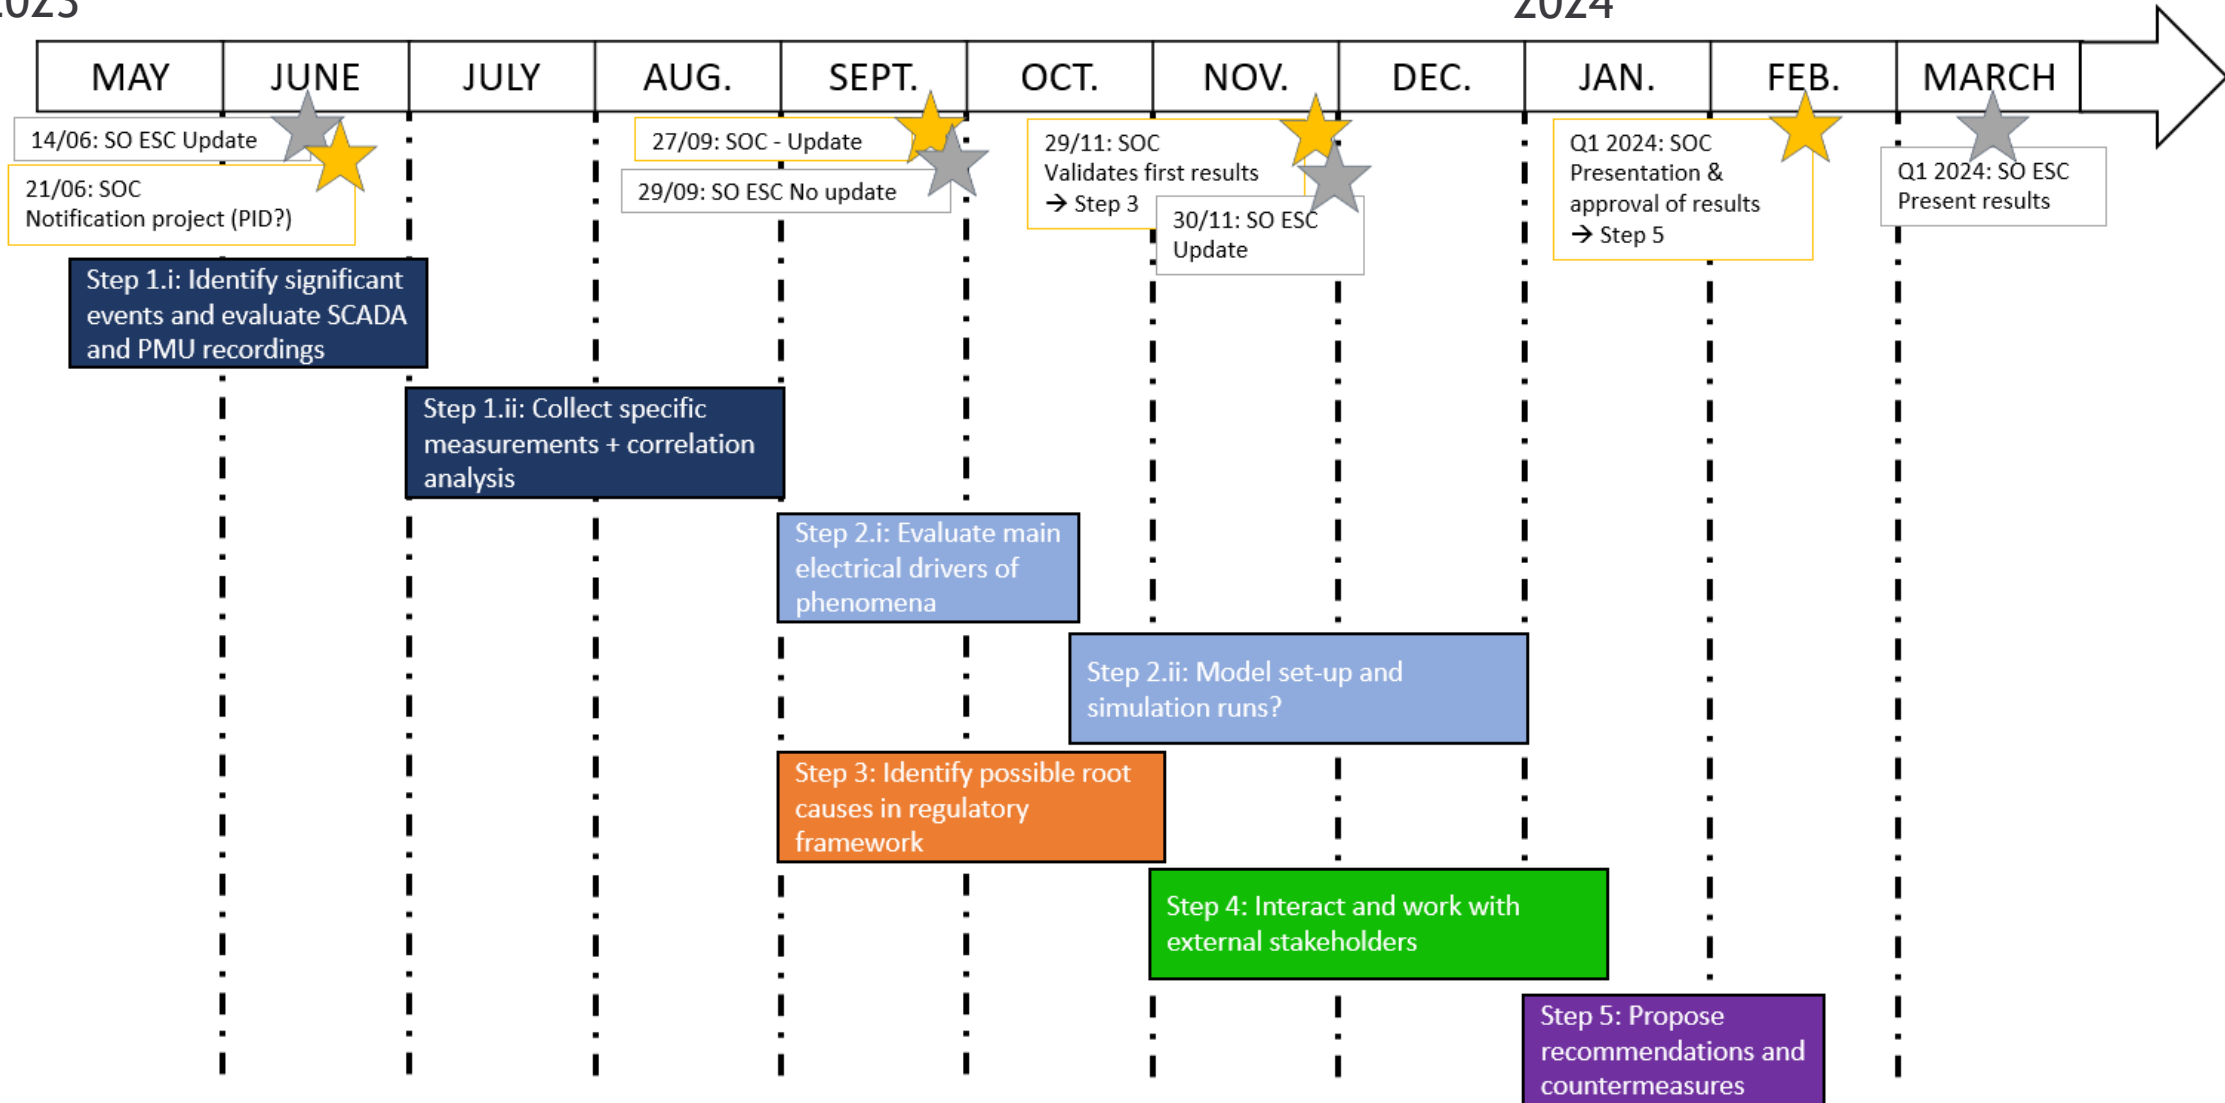 2023
2024
MAY
JUNE
JULY
AUG.
SEPT.
OCT.
NOV.
DEC.
JAN.
FEB.
MARCH
14/06: SO ESC Update
21/06: SOC
Notification project (PID?)
27/09: SOC - Update
29/09: SO ESC No update
29/11: SOC
Validates first results
→ Step 3
30/11: SO ESC
Update
Q1 2024: SOC
Presentation &
approval of results
→ Step 5
Q1 2024: SO ESC
Present results
Step 1.i: Identify significant
events and evaluate SCADA
and PMU recordings
Step 1.ii: Collect specific
measurements + correlation
analysis
Step 2.i: Evaluate main
electrical drivers of
phenomena
Step 2.ii: Model set-up and
simulation runs?
Step 3: Identify possible root
causes in regulatory
framework
Step 4: Interact and work with
external stakeholders
Step 5: Propose
recommendations and
countermeasures